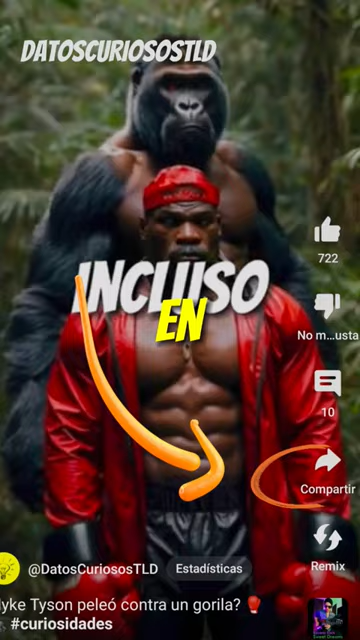 DATOSCURIOSOSTLD
INCLUSO
EN
722
No m...usta
10
Compartir
Remix
@DatosCuriososTLD
Estadísticas
yke Tyson peleó contra un gorila? 🥊
#curiosidades